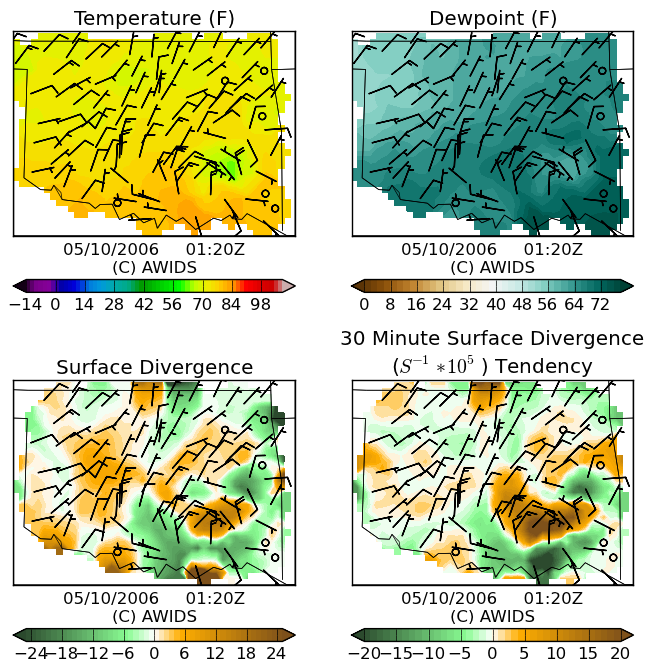 Temperature (F)
Dewpoint (F)
05/10/2006 01:20Z
(C) AWIDS
−14 0 14 28 42 56 70 84 98
05/10/2006 01:20Z
(C) AWIDS
0 8 16 24 32 40 48 56 64 72
Surface Divergence
30 Minute Surface Divergence
(S⁻¹ *10⁵ ) Tendency
05/10/2006 01:20Z
(C) AWIDS
−24 −18 −12 −6 0 6 12 18 24
05/10/2006 01:20Z
(C) AWIDS
−20 −15 −10 −5 0 5 10 15 20